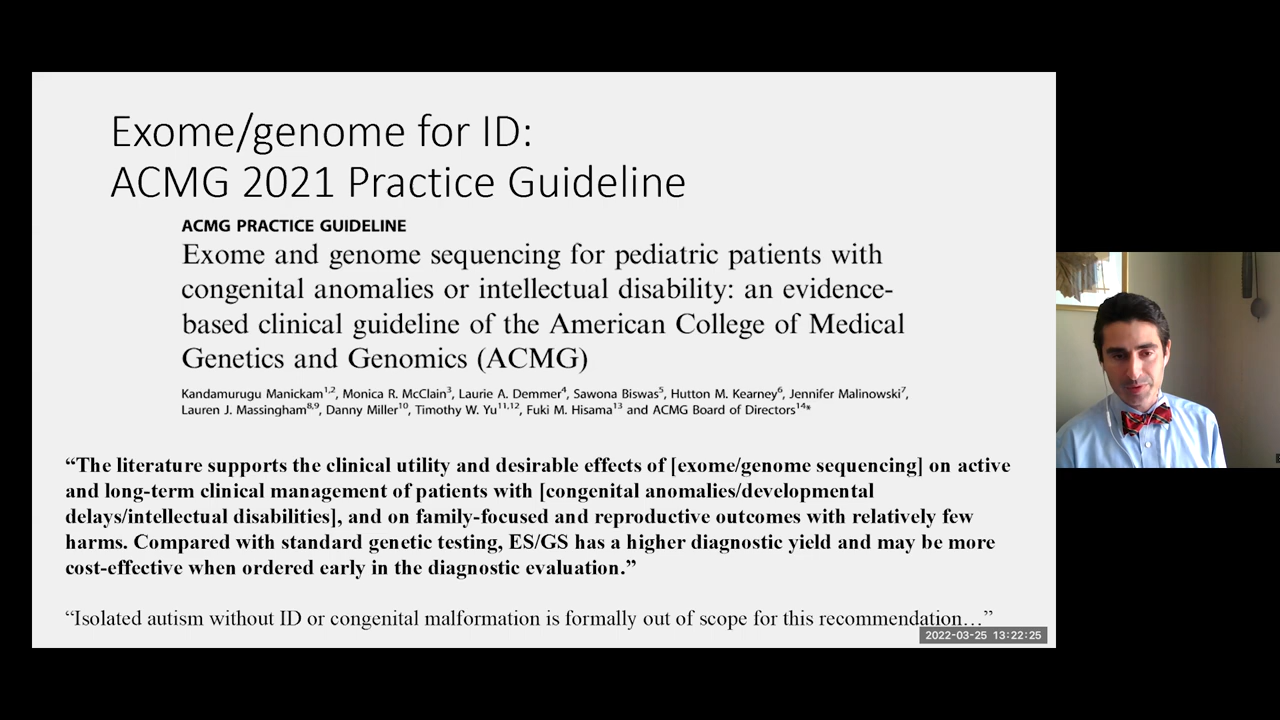 Exome/genome for ID:
ACMG 2021 Practice Guideline
ACMG PRACTICE GUIDELINE
Exome and genome sequencing for pediatric patients with
congenital anomalies or intellectual disability: an evidence-
based clinical guideline of the American College of Medical
Genetics and Genomics (ACMG)
Kandamurugu Manickam1,2, Monica R. McClain3, Laurie A. Demmer4, Sawona Biswas5, Hutton M. Kearney6, Jennifer Malinowski7,
Lauren J. Massingham8,9, Danny Miller10, Timothy W. Yu11,12, Fuki M. Hisama13 and ACMG Board of Directors14*
“The literature supports the clinical utility and desirable effects of [exome/genome sequencing] on active
and long-term clinical management of patients with [congenital anomalies/developmental
delays/intellectual disabilities], and on family-focused and reproductive outcomes with relatively few
harms. Compared with standard genetic testing, ES/GS has a higher diagnostic yield and may be more
cost-effective when ordered early in the diagnostic evaluation.”
“Isolated autism without ID or congenital malformation is formally out of scope for this recommendation…”
2022-03-25 13:22:25